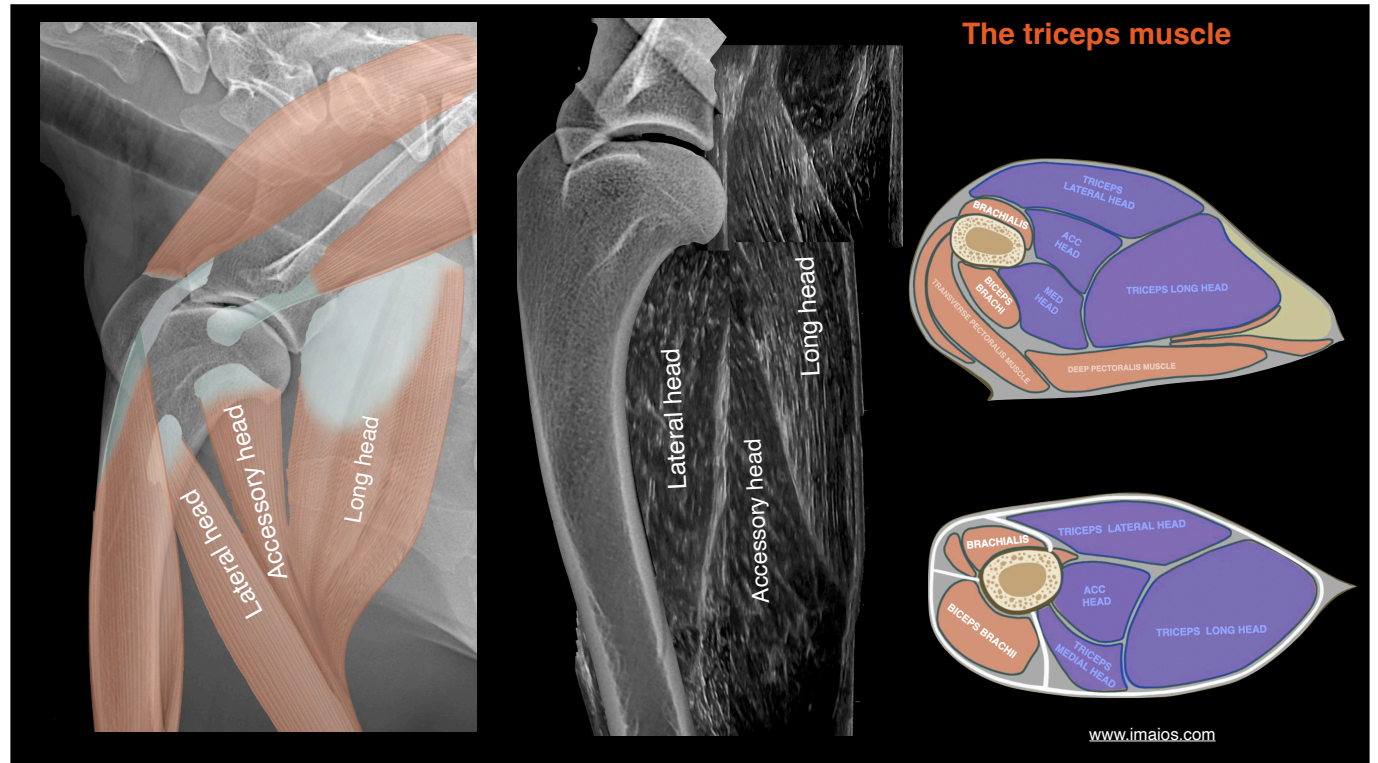 The triceps muscle
Lateral head
Accessory head
Long head
Lateral head
Accessory head
Long head
TRICEPS
LATERAL HEAD
BRACHIALIS
ACC
HEAD
BICEPS
BRACHI
MED
HEAD
TRICEPS LONG HEAD
TRANSVERSE PECTORALIS MUSCLE
DEEP PECTORALIS MUSCLE
TRICEPS LATERAL HEAD
BRACHIALIS
ACC
HEAD
BICEPS BRACHII
TRICEPS
MEDIAL HEAD
TRICEPS LONG HEAD
www.imaios.com